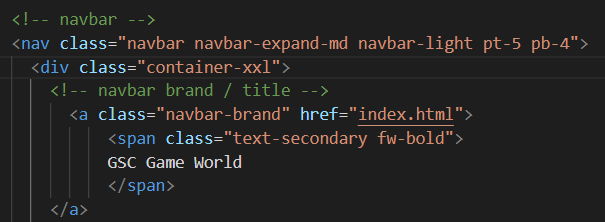 <!-- navbar -->
<nav class="navbar navbar-expand-md navbar-light pt-5 pb-4">
<div class="container-xxl">
<!-- navbar brand / title -->
<a class="navbar-brand" href="index.html">
<span class="text-secondary fw-bold">
GSC Game World
</span>
</a>